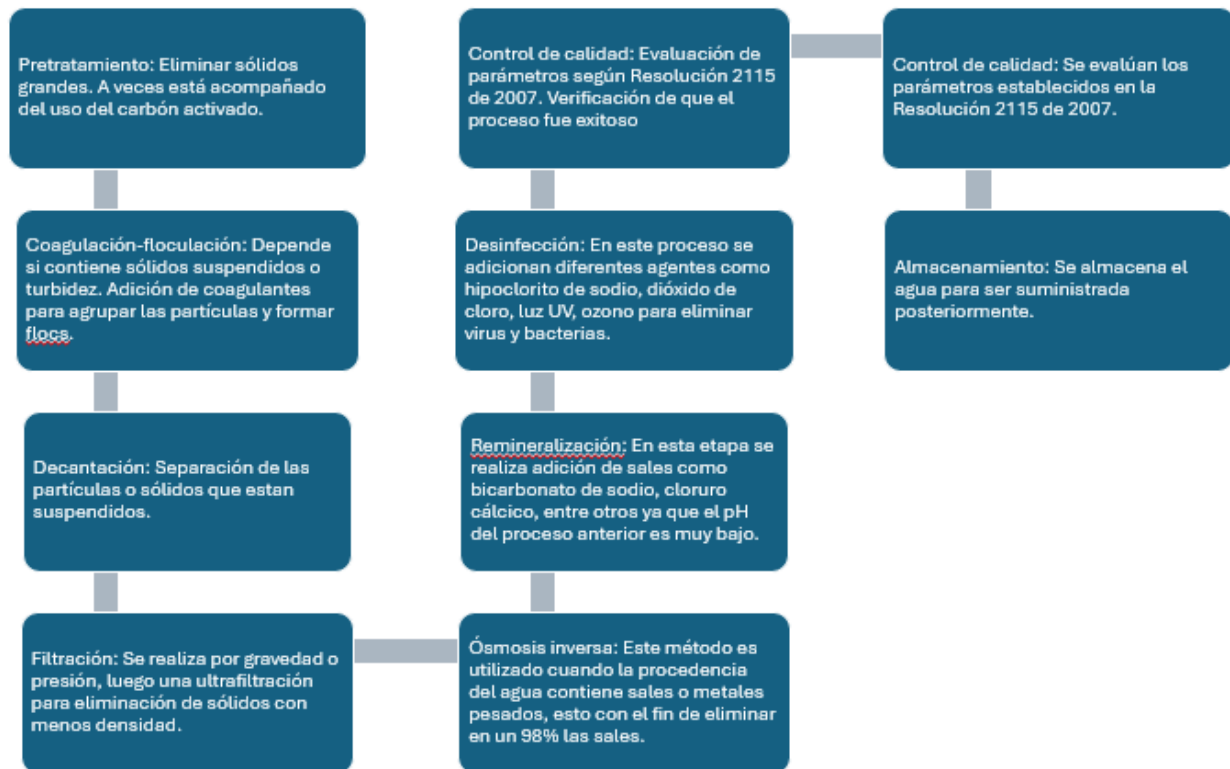 Pretratamiento: Eliminar sólidos
grandes. A veces está acompañado
del uso del carbón activado.
Coagulación-floculación: Depende
si contiene sólidos suspendidos o
turbidez. Adición de coagulantes
para agrupar las partículas y formar
flocs.
Decantación: Separación de las
partículas o sólidos que estan
suspendidos.
Filtración: Se realiza por gravedad o
presión, luego una ultrafiltración
para eliminación de sólidos con
menos densidad.
Ósmosis inversa: Este método es
utilizado cuando la procedencia
del agua contiene sales o metales
pesados, esto con el fin de eliminar
en un 98% las sales.
Remineralización: En esta etapa se
realiza adición de sales como
bicarbonato de sodio, cloruro
cálcico, entre otros ya que el pH
del proceso anterior es muy bajo.
Desinfección: En este proceso se
adicionan diferentes agentes como
hipoclorito de sodio, dióxido de
cloro, luz UV, ozono para eliminar
virus y bacterias.
Control de calidad: Evaluación de
parámetros según Resolución 2115
de 2007. Verificación de que el
proceso fue exitoso
Control de calidad: Se evalúan los
parámetros establecidos en la
Resolución 2115 de 2007.
Almacenamiento: Se almacena el
agua para ser suministrada
posteriormente.